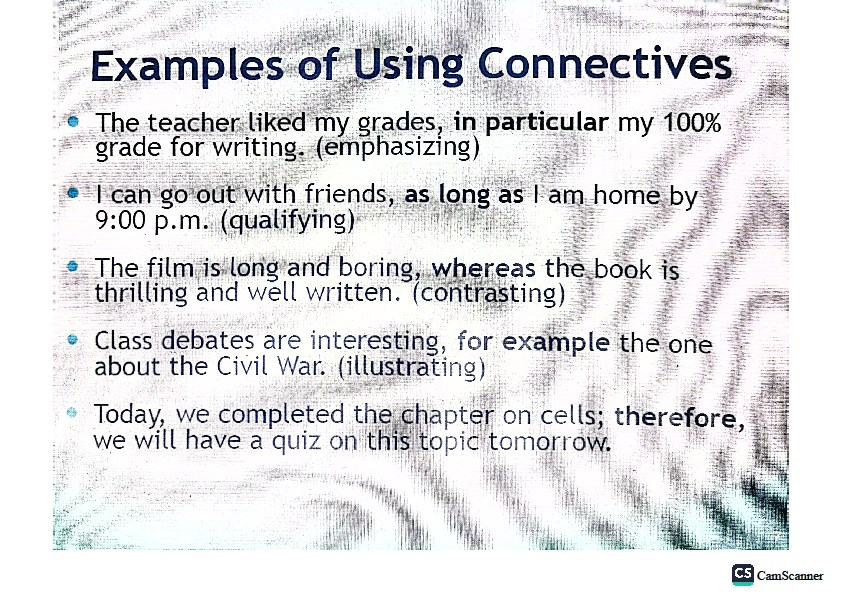 Examples of Using Connectives
The teacher liked my grades, in particular my 100%
grade for writing. (emphasizing)
I can go out with friends, as long as I am home by
9:00 p.m. (qualifying)
The film is long and boring, whereas the book is
thrilling and well written. (contrasting)
Class debates are interesting, for example the one
about the Civil War. (illustrating)
Today, we completed the chapter on cells; therefore,
we will have a quiz on this topic tomorrow.
CS CamScanner